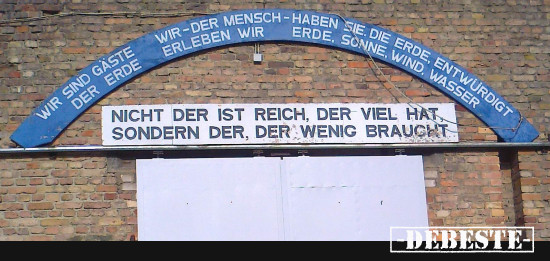 WIR SIND GÄSTE WIR - DER MENSCH - HABEN SIE, DIE ERDE, ENTWÜRDIGT
DER ERDE ERLEBEN WIR ERDE, SONNE, WIND, WASSER
NICHT DER IST REICH, DER VIEL HAT,
SONDERN DER, DER WENIG BRAUCHT
-DEBESTE-